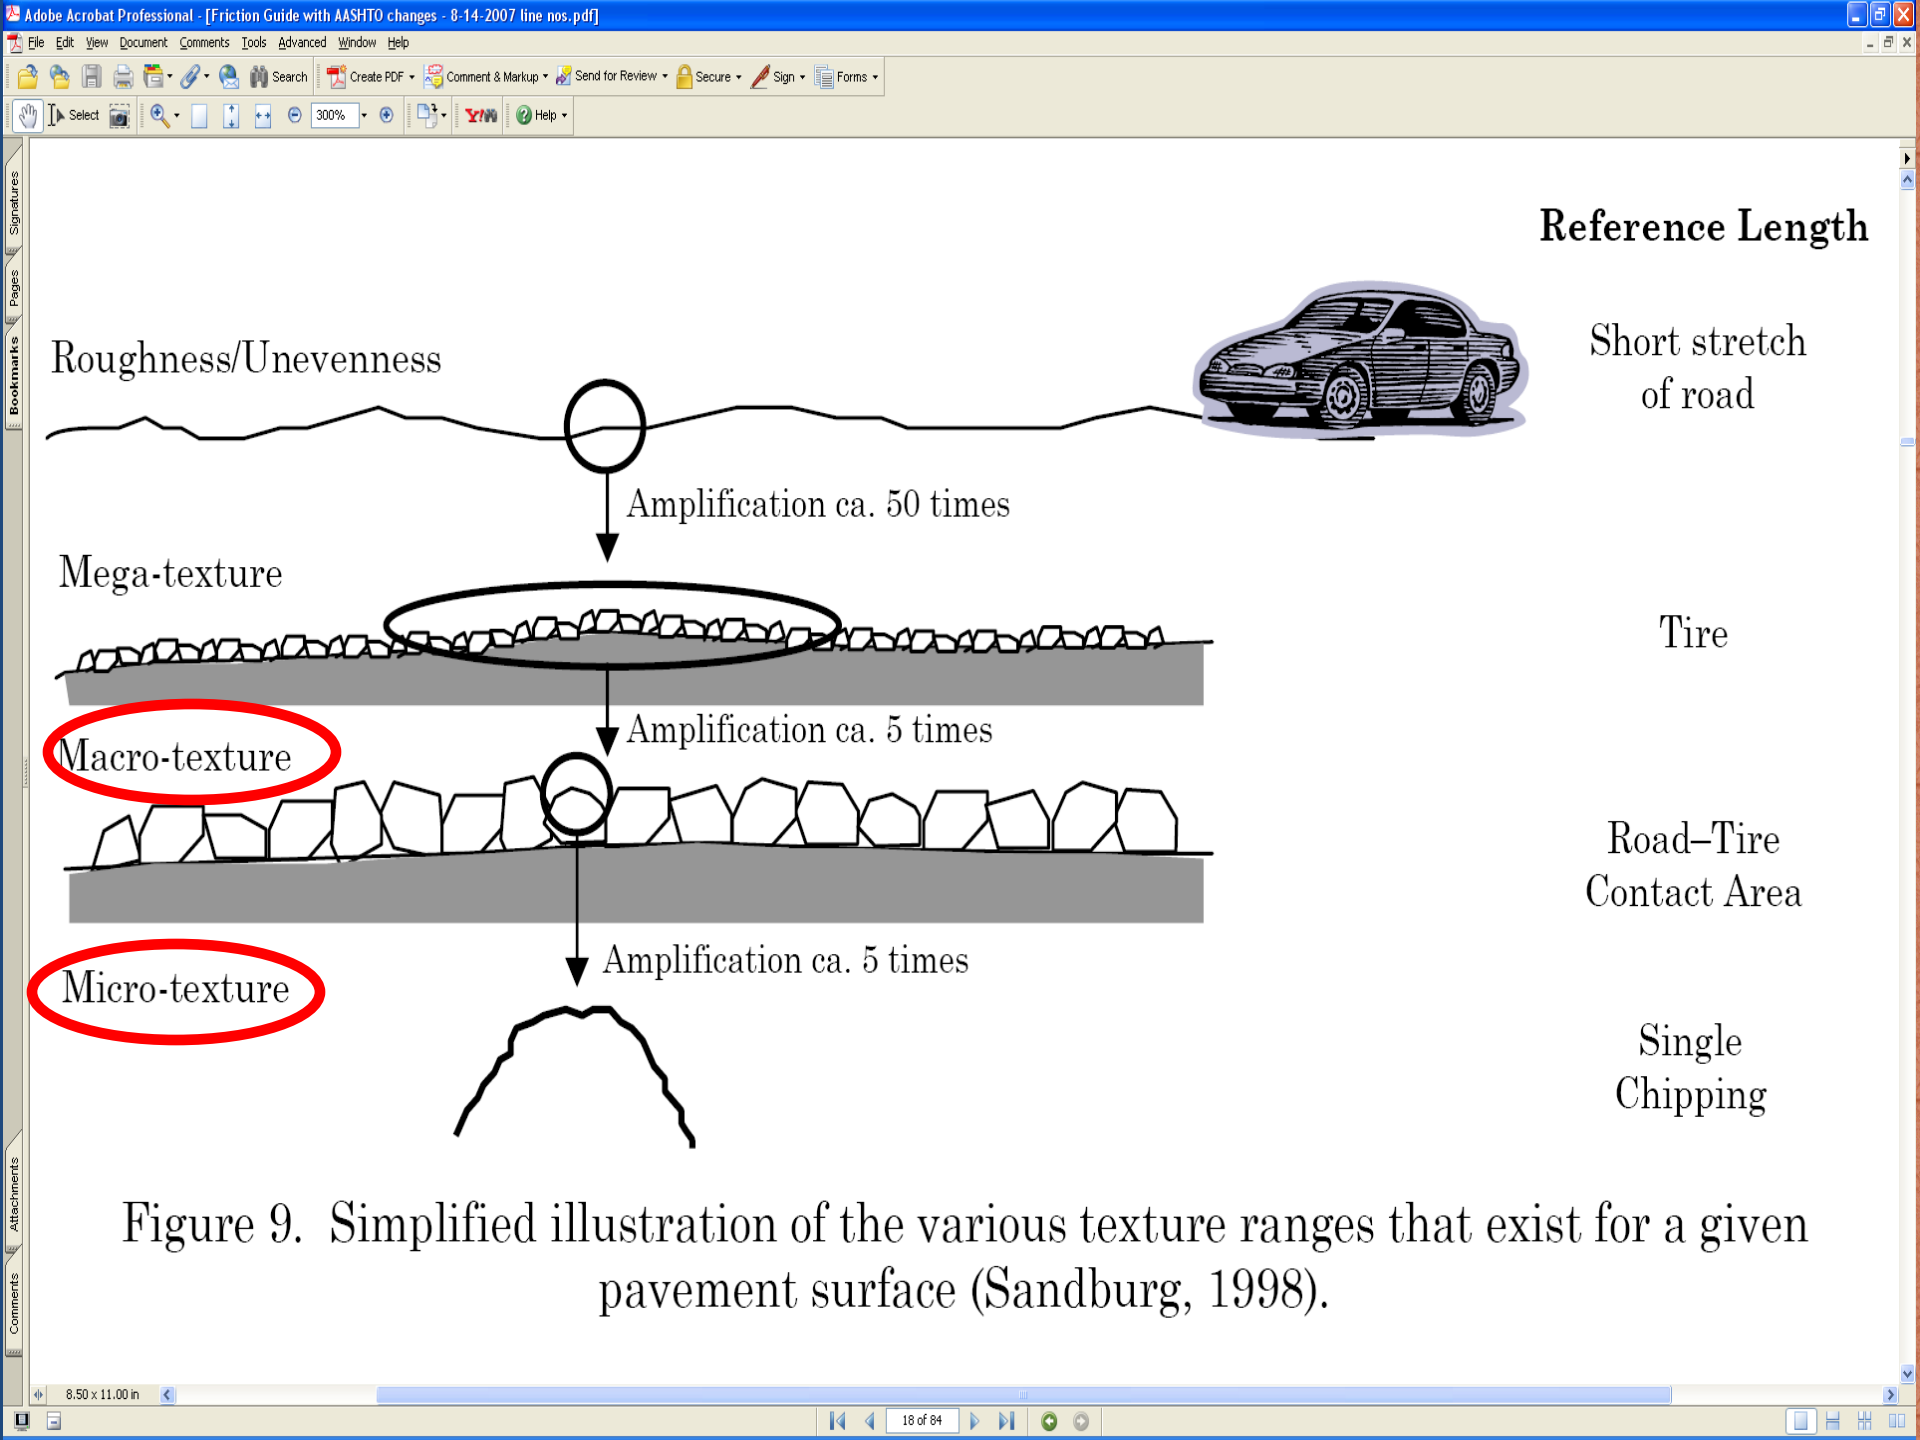 Adobe Acrobat Professional - [Friction Guide with AASHTO changes - 8-14-2007 line nos.pdf]
File Edit View Document Comments Tools Advanced Window Help
Search Create PDF Comment & Markup Send for Review Secure Sign Forms
Select 300% Y! Help
Signatures
Pages
Bookmarks
Attachments
Comments
Reference Length
Roughness/Unevenness
Short stretch
of road
Amplification ca. 50 times
Mega-texture
Tire
Amplification ca. 5 times
Macro-texture
Road–Tire
Contact Area
Amplification ca. 5 times
Micro-texture
Single
Chipping
Figure 9. Simplified illustration of the various texture ranges that exist for a given
pavement surface (Sandburg, 1998).
8.50 x 11.00 in
18 of 84